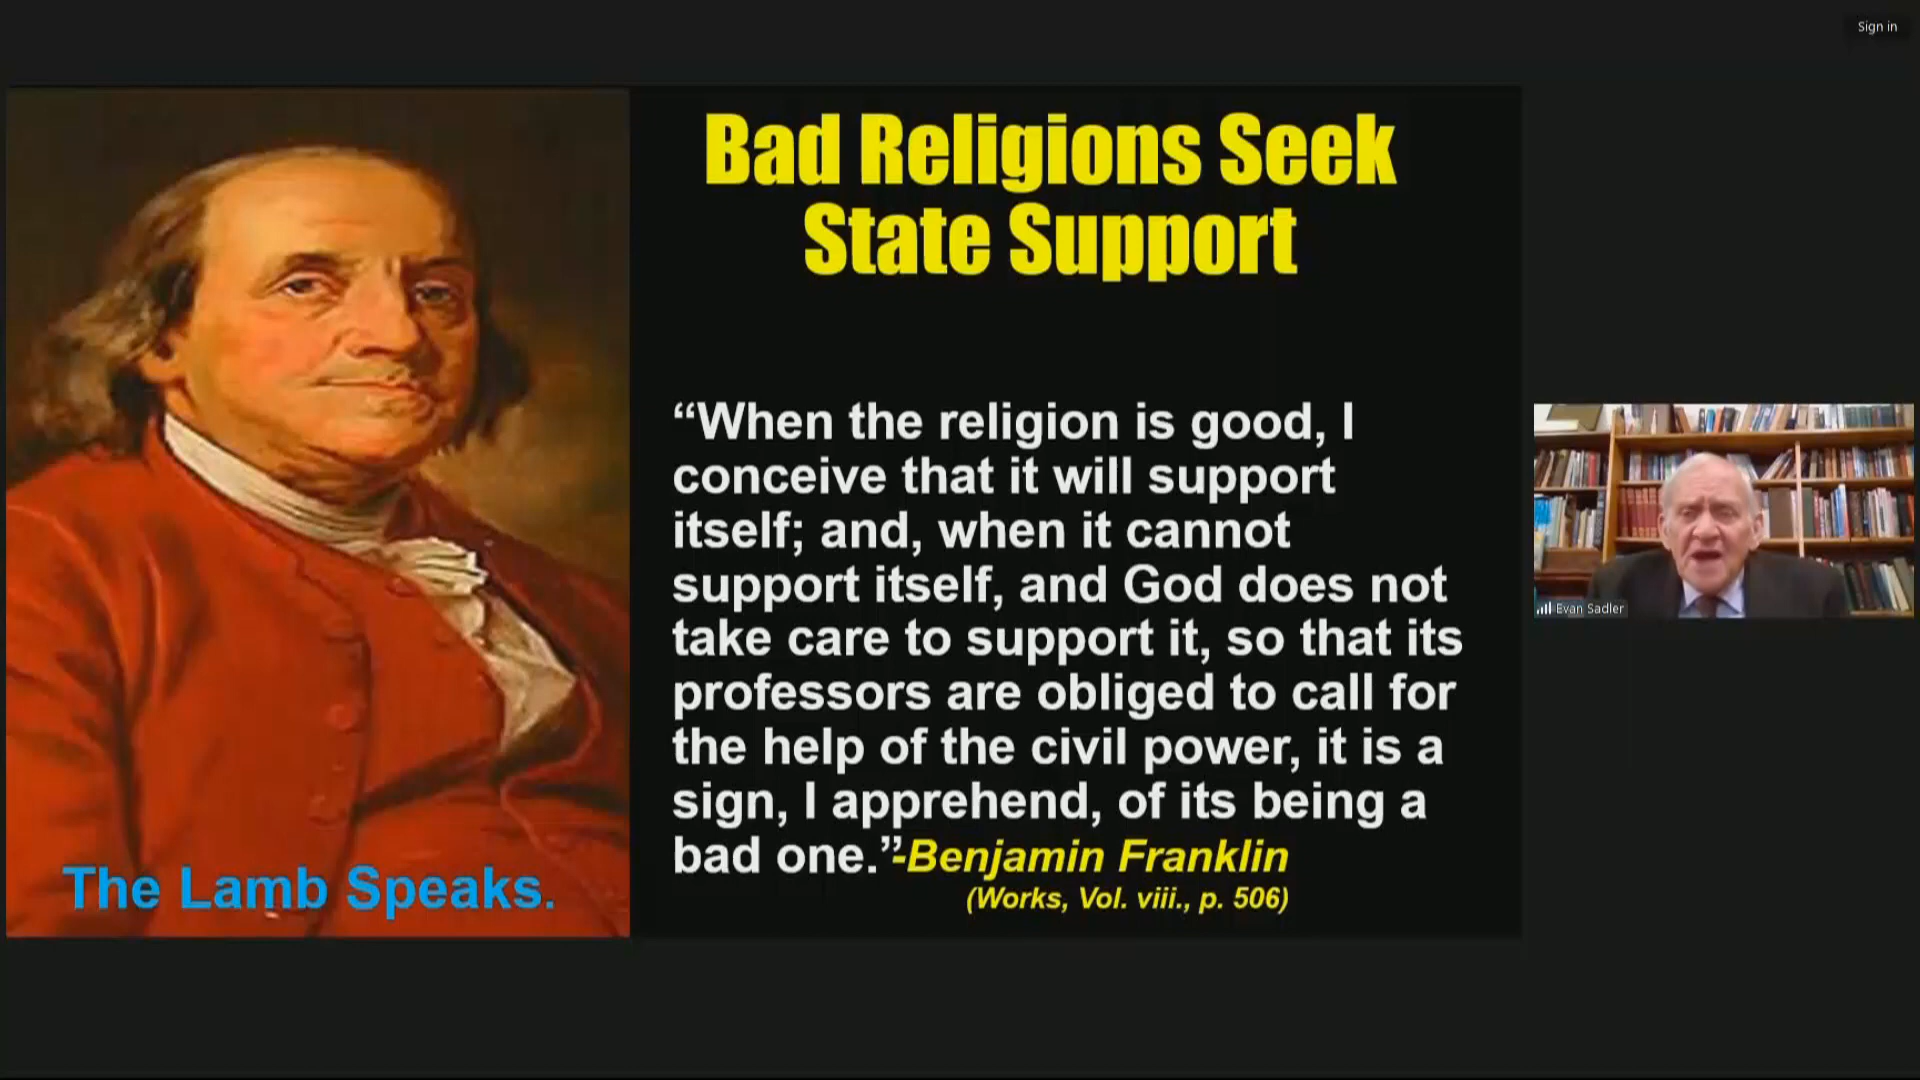 Sign in
Bad Religions Seek
State Support
“When the religion is good, I
conceive that it will support
itself; and, when it cannot
support itself, and God does not
take care to support it, so that its
professors are obliged to call for
the help of the civil power, it is a
sign, I apprehend, of its being a
bad one.”-Benjamin Franklin
(Works, Vol. viii., p. 506)
The Lamb Speaks.
Evan Sadler